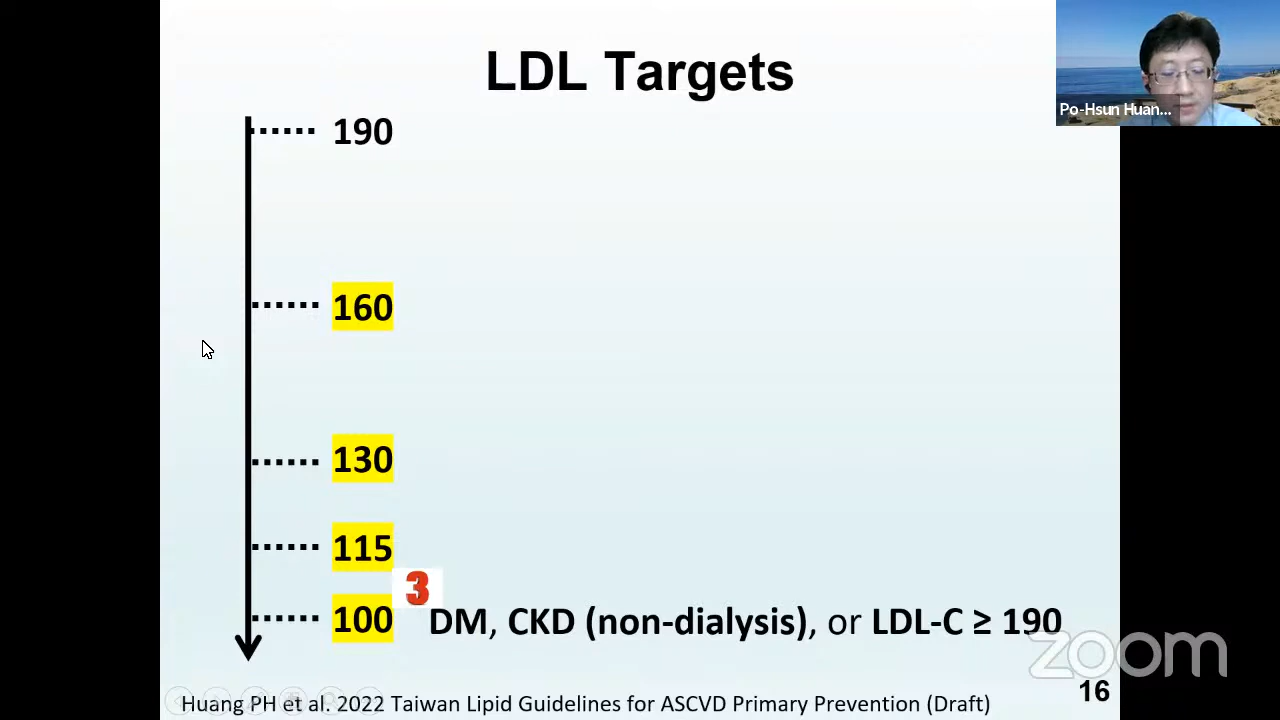 LDL Targets
Po-Hsun Huan...
190
160
130
115
3
100 DM, CKD (non-dialysis), or LDL-C ≥ 190
zoom
16
Huang PH et al. 2022 Taiwan Lipid Guidelines for ASCVD Primary Prevention (Draft)